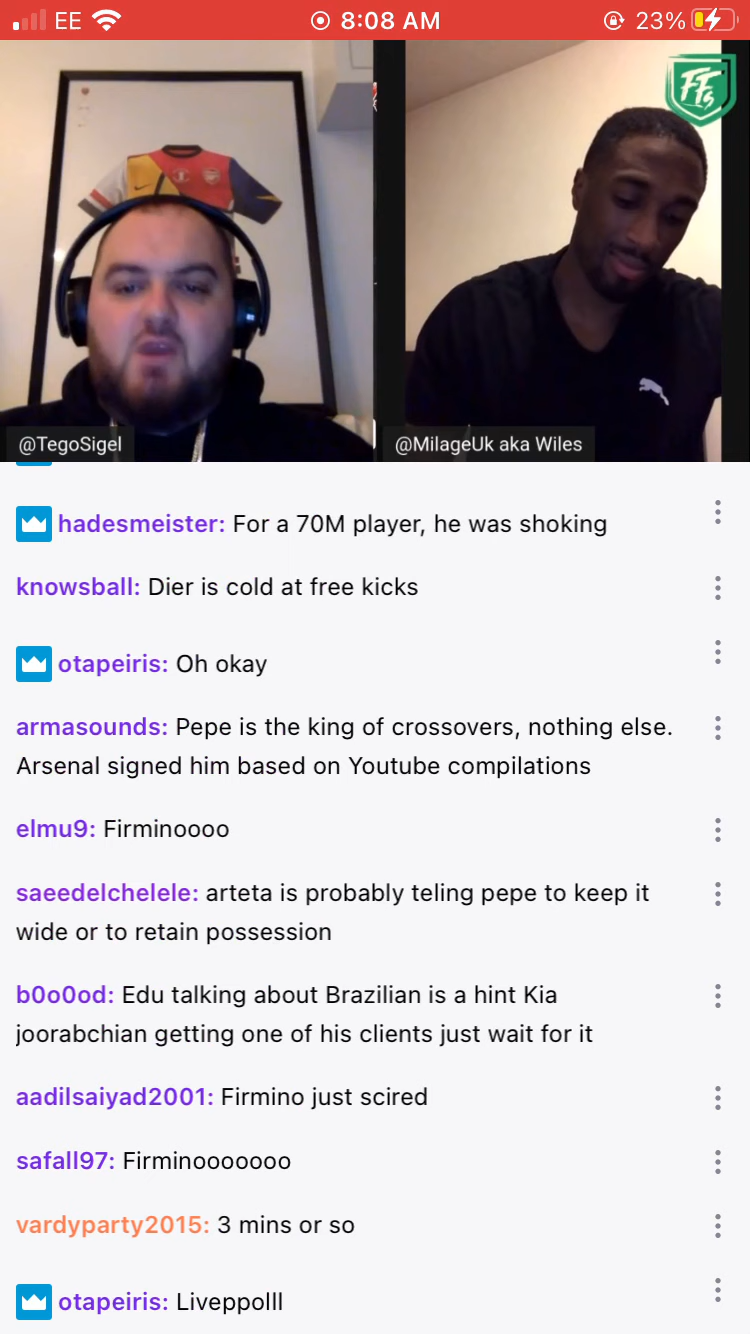 EE 8:08 AM 23%
FFS
@TegoSigel
@MilageUk aka Wiles
hadesmeister: For a 70M player, he was shoking
knowsball: Dier is cold at free kicks
otapeiris: Oh okay
armasounds: Pepe is the king of crossovers, nothing else.
Arsenal signed him based on Youtube compilations
elmu9: Firminoooo
saeedelchelele: arteta is probably teling pepe to keep it
wide or to retain possession
b0o0od: Edu talking about Brazilian is a hint Kia
joorabchian getting one of his clients just wait for it
aadilsaiyad2001: Firmino just scired
safall97: Firminooooooo
vardyparty2015: 3 mins or so
otapeiris: Liveppolll